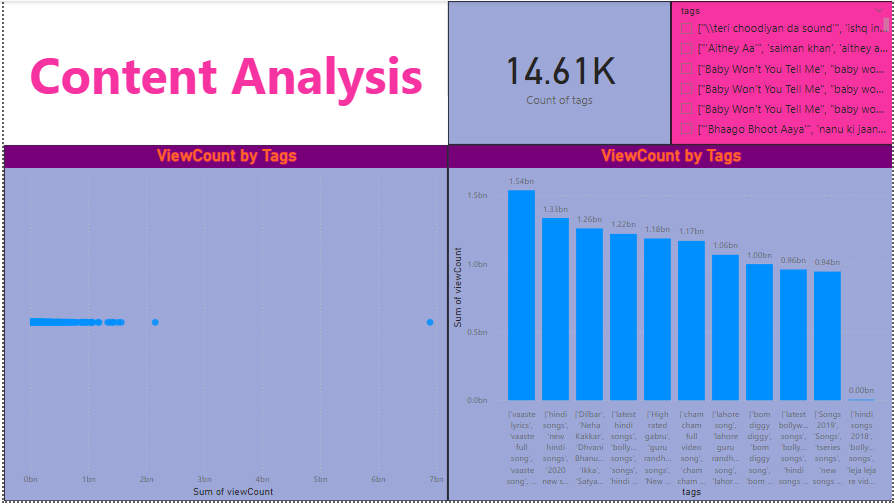 Content Analysis
14.61K
Count of tags
tags
["\\teri choodiyan da sound'", 'ishq in...
["'Aithey Aa'", 'salman khan', 'aithey a...
["Baby Won't You Tell Me", "baby wo...
["Baby Won't You Tell Me", "baby wo...
["Baby Won't You Tell Me", "baby wo...
["'Bhaago Bhoot Aaya'", 'nanu ki jaan...
ViewCount by Tags
0bn 1bn 2bn 3bn 4bn 5bn 6bn 7bn
Sum of viewCount
ViewCount by Tags
Sum of viewCount
1.5bn
1.0bn
0.5bn
0.0bn
1.54bn
1.33bn
1.26bn
1.22bn
1.18bn
1.17bn
1.06bn
1.00bn
0.96bn
0.94bn
0.00bn
['vaaste
lyrics',
'vaaste
full
song',
'vaaste
song', ...
['hindi
songs',
'new
hindi
songs',
'2020
new s...
['Dilbar',
'Neha
Kakkar',
'Dhvani
Bhanu...
'Ikka',
'Satya...
['latest
hindi
songs',
'bolly...
songs',
'latest
hindi ...
['High
rated
gabru',
'guru
randh...
songs',
'New ...
['cham
cham
full
video
song',
'cham
cham ...
['lahore
song',
'lahore
guru
randh...
song',
'lahor...
['bom
diggy
diggy',
'bom
diggy
diggy
song', ...
['latest
bollyw...
songs',
'bolly...
songs',
'hindi
song', ...
['Songs
2019',
'Songs',
'tseries
songs',
'new
songs', ...
['hindi
songs
2018',
'hindi
songs',
'leja leja
re vid...
tags